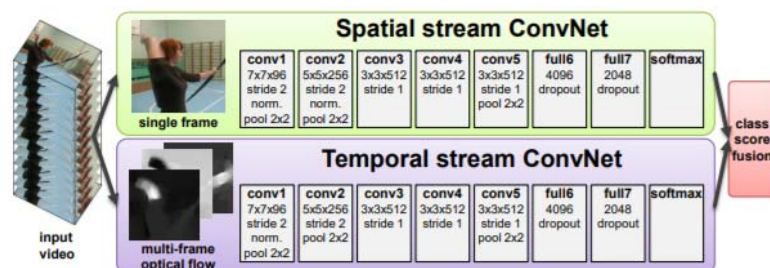 Spatial stream ConvNet
conv1
7x7x96
stride 2
norm.
pool 2x2
conv2
5x5x256
stride 2
norm.
pool 2x2
conv3
3x3x512
stride 1
conv4
3x3x512
stride 1
conv5
3x3x512
stride 1
pool 2x2
full6
4096
dropout
full7
2048
dropout
softmax
single frame
Temporal stream ConvNet
conv1
7x7x96
stride 2
norm.
pool 2x2
conv2
5x5x256
stride 2
pool 2x2
conv3
3x3x512
stride 1
conv4
3x3x512
stride 1
conv5
3x3x512
stride 1
pool 2x2
full6
4096
dropout
full7
2048
dropout
softmax
multi-frame
optical flow
input
video
class
score
fusion